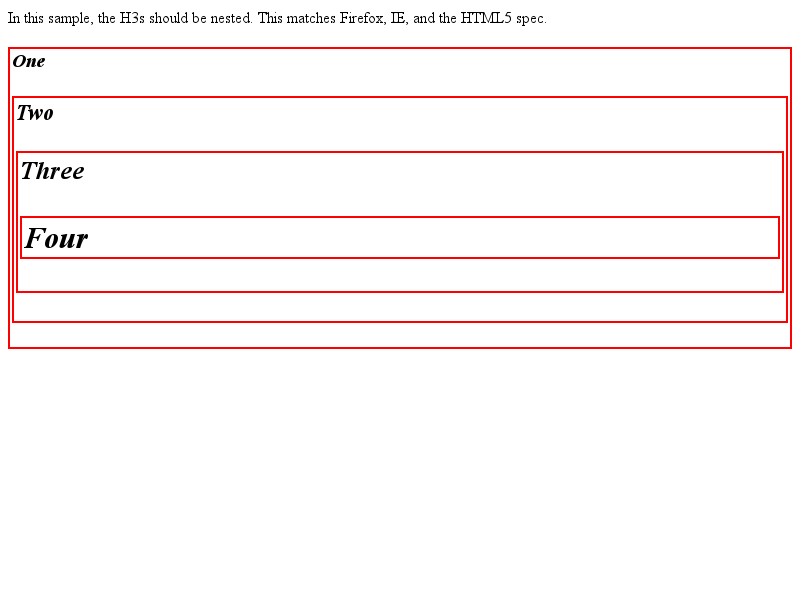 In this sample, the H3s should be nested. This matches Firefox, IE, and the HTML5 spec.
One
Two
Three
Four